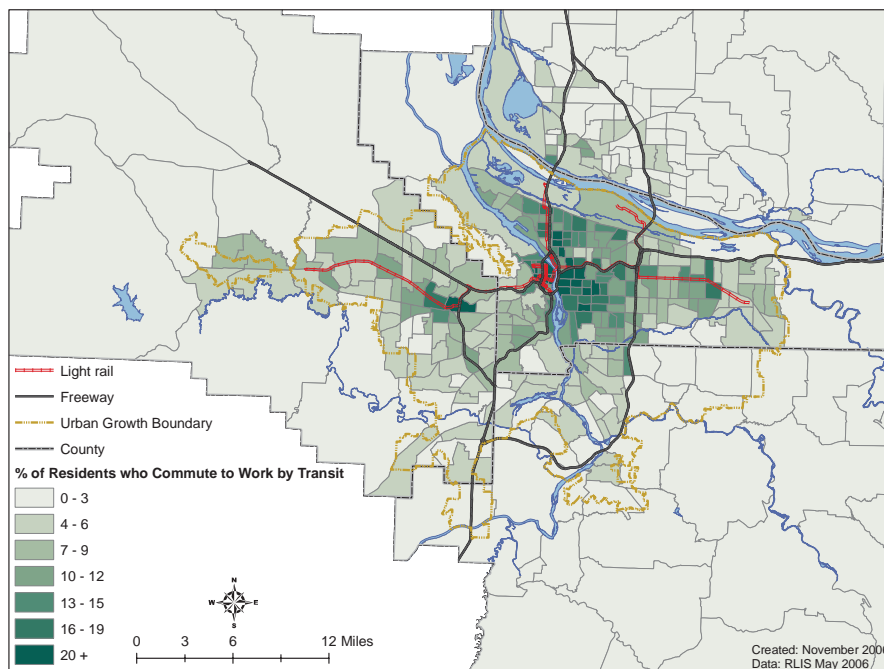 Light rail
Freeway
Urban Growth Boundary
County
% of Residents who Commute to Work by Transit
0 - 3
4 - 6
7 - 9
10 - 12
13 - 15
16 - 19
20 +
N
W E
S
0 3 6 12 Miles
Created: November 2006
Data: RLIS May 2006